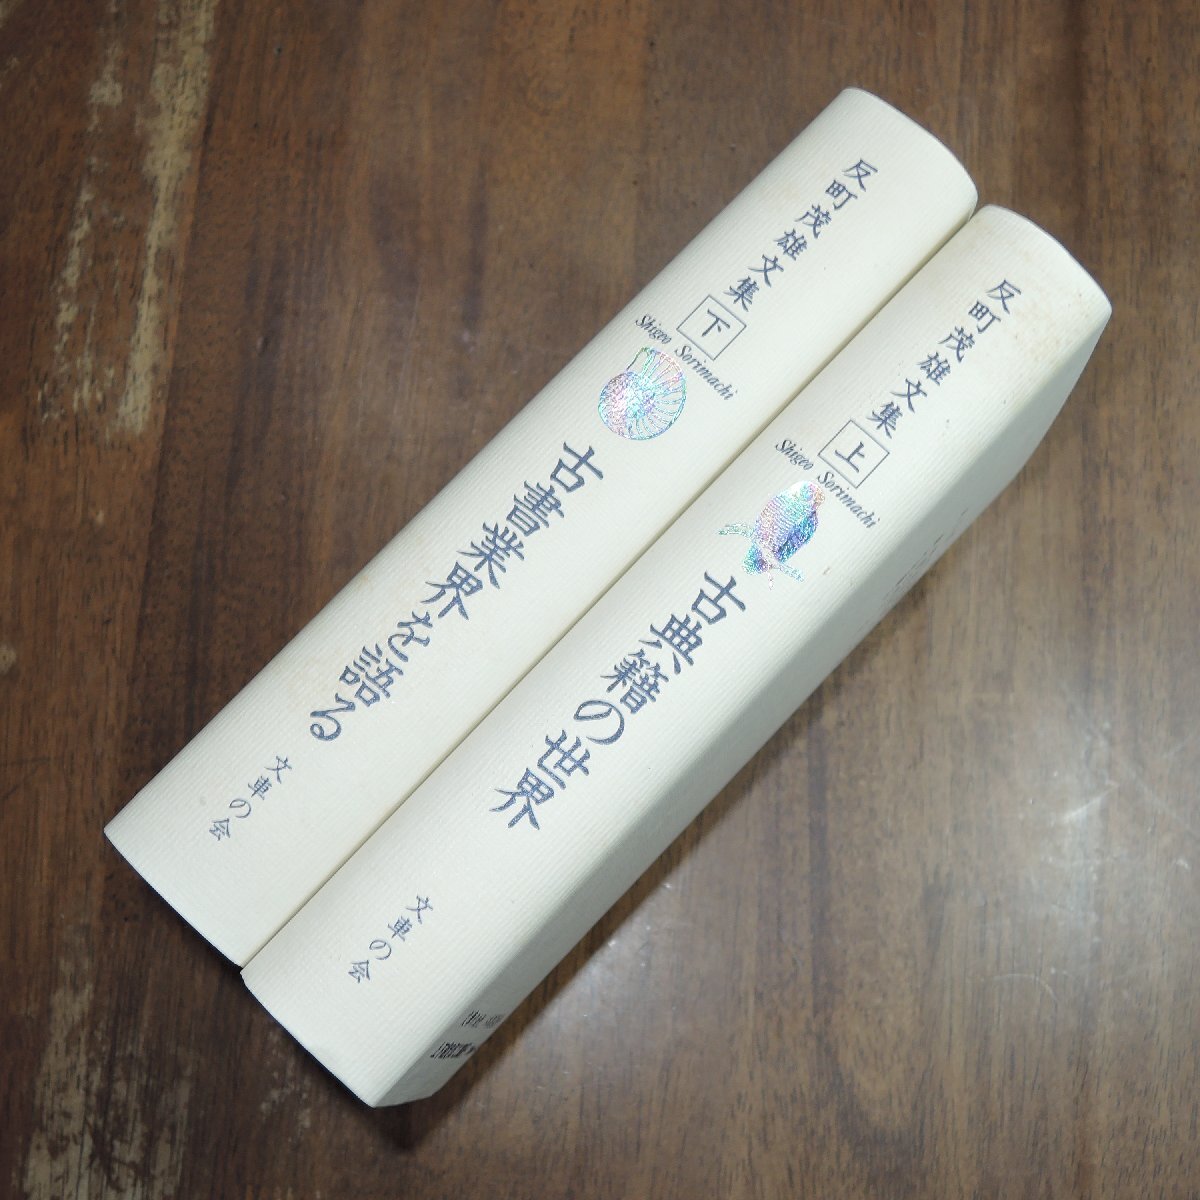 反町茂雄文集 下
Shigeo Sorimachi
古書業界を語る
文車の会
反町茂雄文集 上
Shigeo Sorimachi
古典籍の世界
文車の会